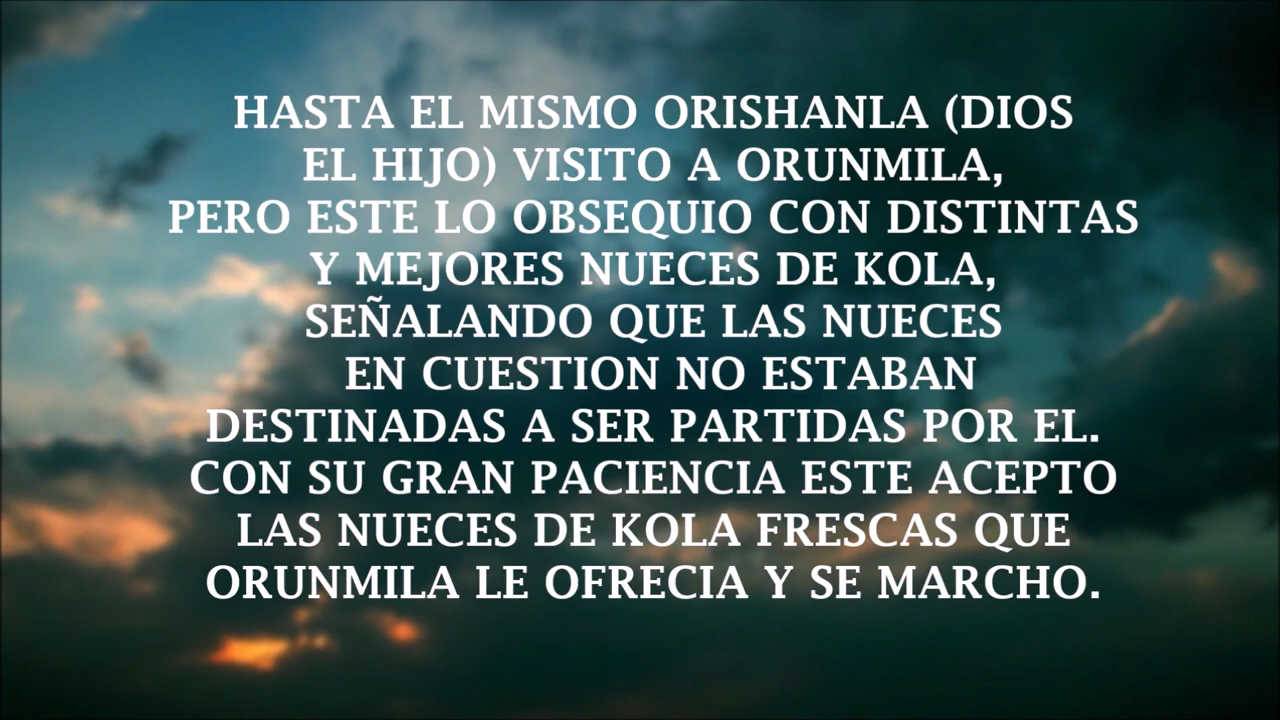 HASTA EL MISMO ORISHANLA (DIOS
EL HIJO) VISITO A ORUNMILA,
PERO ESTE LO OBSEQUIO CON DISTINTAS
Y MEJORES NUECES DE KOLA,
SEÑALANDO QUE LAS NUECES
EN CUESTION NO ESTABAN
DESTINADAS A SER PARTIDAS POR EL.
CON SU GRAN PACIENCIA ESTE ACEPTO
LAS NUECES DE KOLA FRESCAS QUE
ORUNMILA LE OFRECIA Y SE MARCHO.